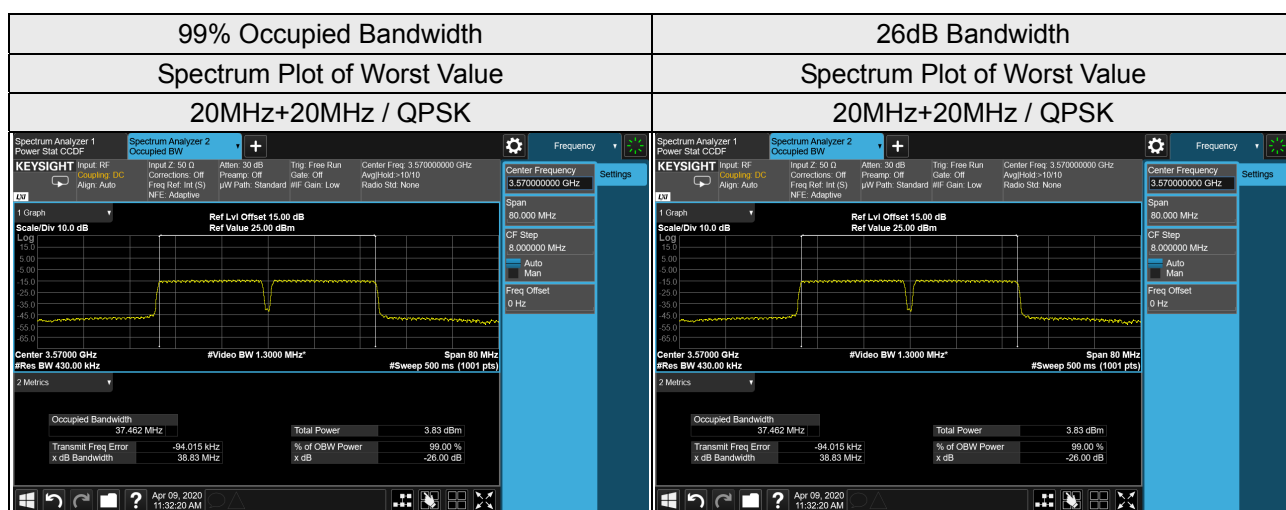 99% Occupied Bandwidth
26dB Bandwidth
Spectrum Plot of Worst Value
Spectrum Plot of Worst Value
20MHz+20MHz / QPSK
20MHz+20MHz / QPSK
Spectrum Analyzer 1
Power Stat CCDF
Spectrum Analyzer 2
Occupied BW
Frequency
KEYSIGHT
LXI
Input: RF
Coupling: DC
Align: Auto
Input Z: 50 Ω
Corrections: Off
Freq Ref: Int (S)
NFE: Adaptive
Atten: 30 dB
Preamp: Off
µW Path: Standard
Trig: Free Run
Gate: Off
#IF Gain: Low
Center Freq: 3.570000000 GHz
Avg|Hold:>10/10
Radio Std: None
Center Frequency
3.570000000 GHz
Settings
Span
80.000 MHz
CF Step
8.000000 MHz
Auto
Man
Freq Offset
0 Hz
1 Graph
Scale/Div 10.0 dB
Ref Lvl Offset 15.00 dB
Ref Value 25.00 dBm
Log
15.0
5.00
-5.00
-15.0
-25.0
-35.0
-45.0
-55.0
-65.0
Center 3.57000 GHz
#Res BW 430.00 kHz
#Video BW 1.3000 MHz*
Span 80 MHz
#Sweep 500 ms (1001 pts)
2 Metrics
Occupied Bandwidth
37.462 MHz
Total Power 3.83 dBm
Transmit Freq Error -94.015 kHz
% of OBW Power 99.00 %
x dB Bandwidth 38.83 MHz
x dB -26.00 dB
?
Apr 09, 2020
11:32:20 AM
Spectrum Analyzer 1
Power Stat CCDF
Spectrum Analyzer 2
Occupied BW
Frequency
KEYSIGHT
LXI
Input: RF
Coupling: DC
Align: Auto
Input Z: 50 Ω
Corrections: Off
Freq Ref: Int (S)
NFE: Adaptive
Atten: 30 dB
Preamp: Off
µW Path: Standard
Trig: Free Run
Gate: Off
#IF Gain: Low
Center Freq: 3.570000000 GHz
Avg|Hold:>10/10
Radio Std: None
Center Frequency
3.570000000 GHz
Settings
Span
80.000 MHz
CF Step
8.000000 MHz
Auto
Man
Freq Offset
0 Hz
1 Graph
Scale/Div 10.0 dB
Ref Lvl Offset 15.00 dB
Ref Value 25.00 dBm
Log
15.0
5.00
-5.00
-15.0
-25.0
-35.0
-45.0
-55.0
-65.0
Center 3.57000 GHz
#Res BW 430.00 kHz
#Video BW 1.3000 MHz*
Span 80 MHz
#Sweep 500 ms (1001 pts)
2 Metrics
Occupied Bandwidth
37.462 MHz
Total Power 3.83 dBm
Transmit Freq Error -94.015 kHz
% of OBW Power 99.00 %
x dB Bandwidth 38.83 MHz
x dB -26.00 dB
?
Apr 09, 2020
11:32:20 AM